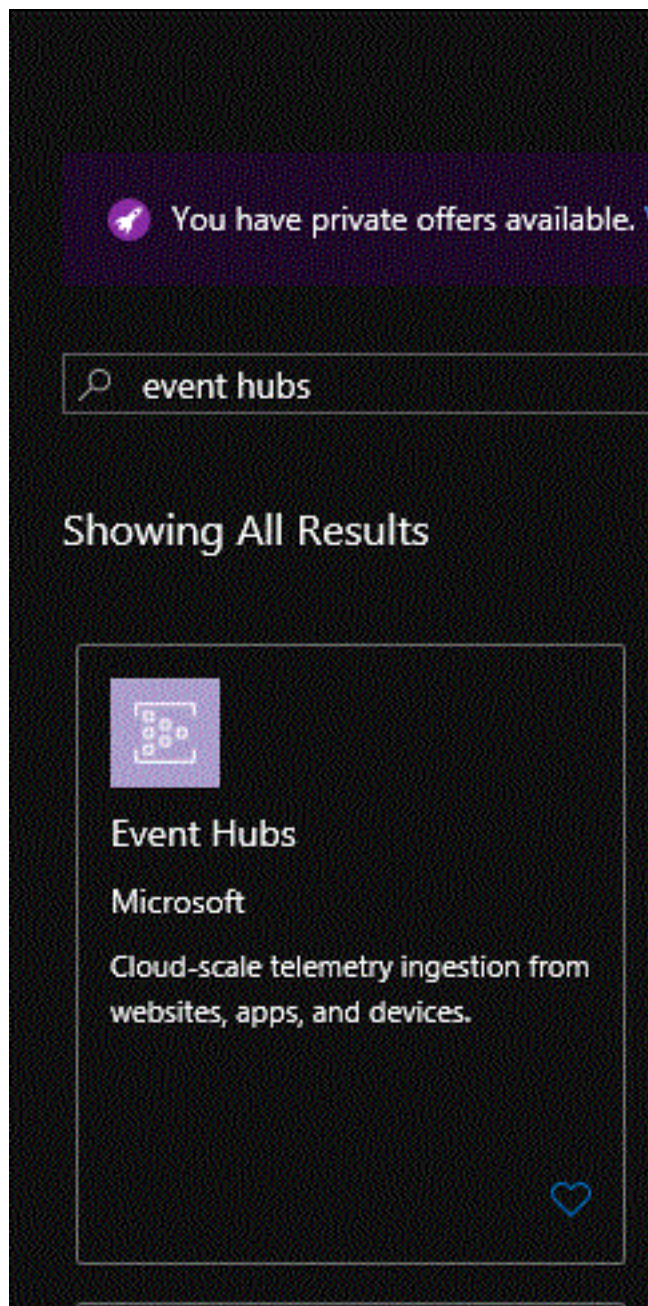 You have private offers available.
event hubs
Showing All Results
Event Hubs
Microsoft
Cloud-scale telemetry ingestion from
websites, apps, and devices.